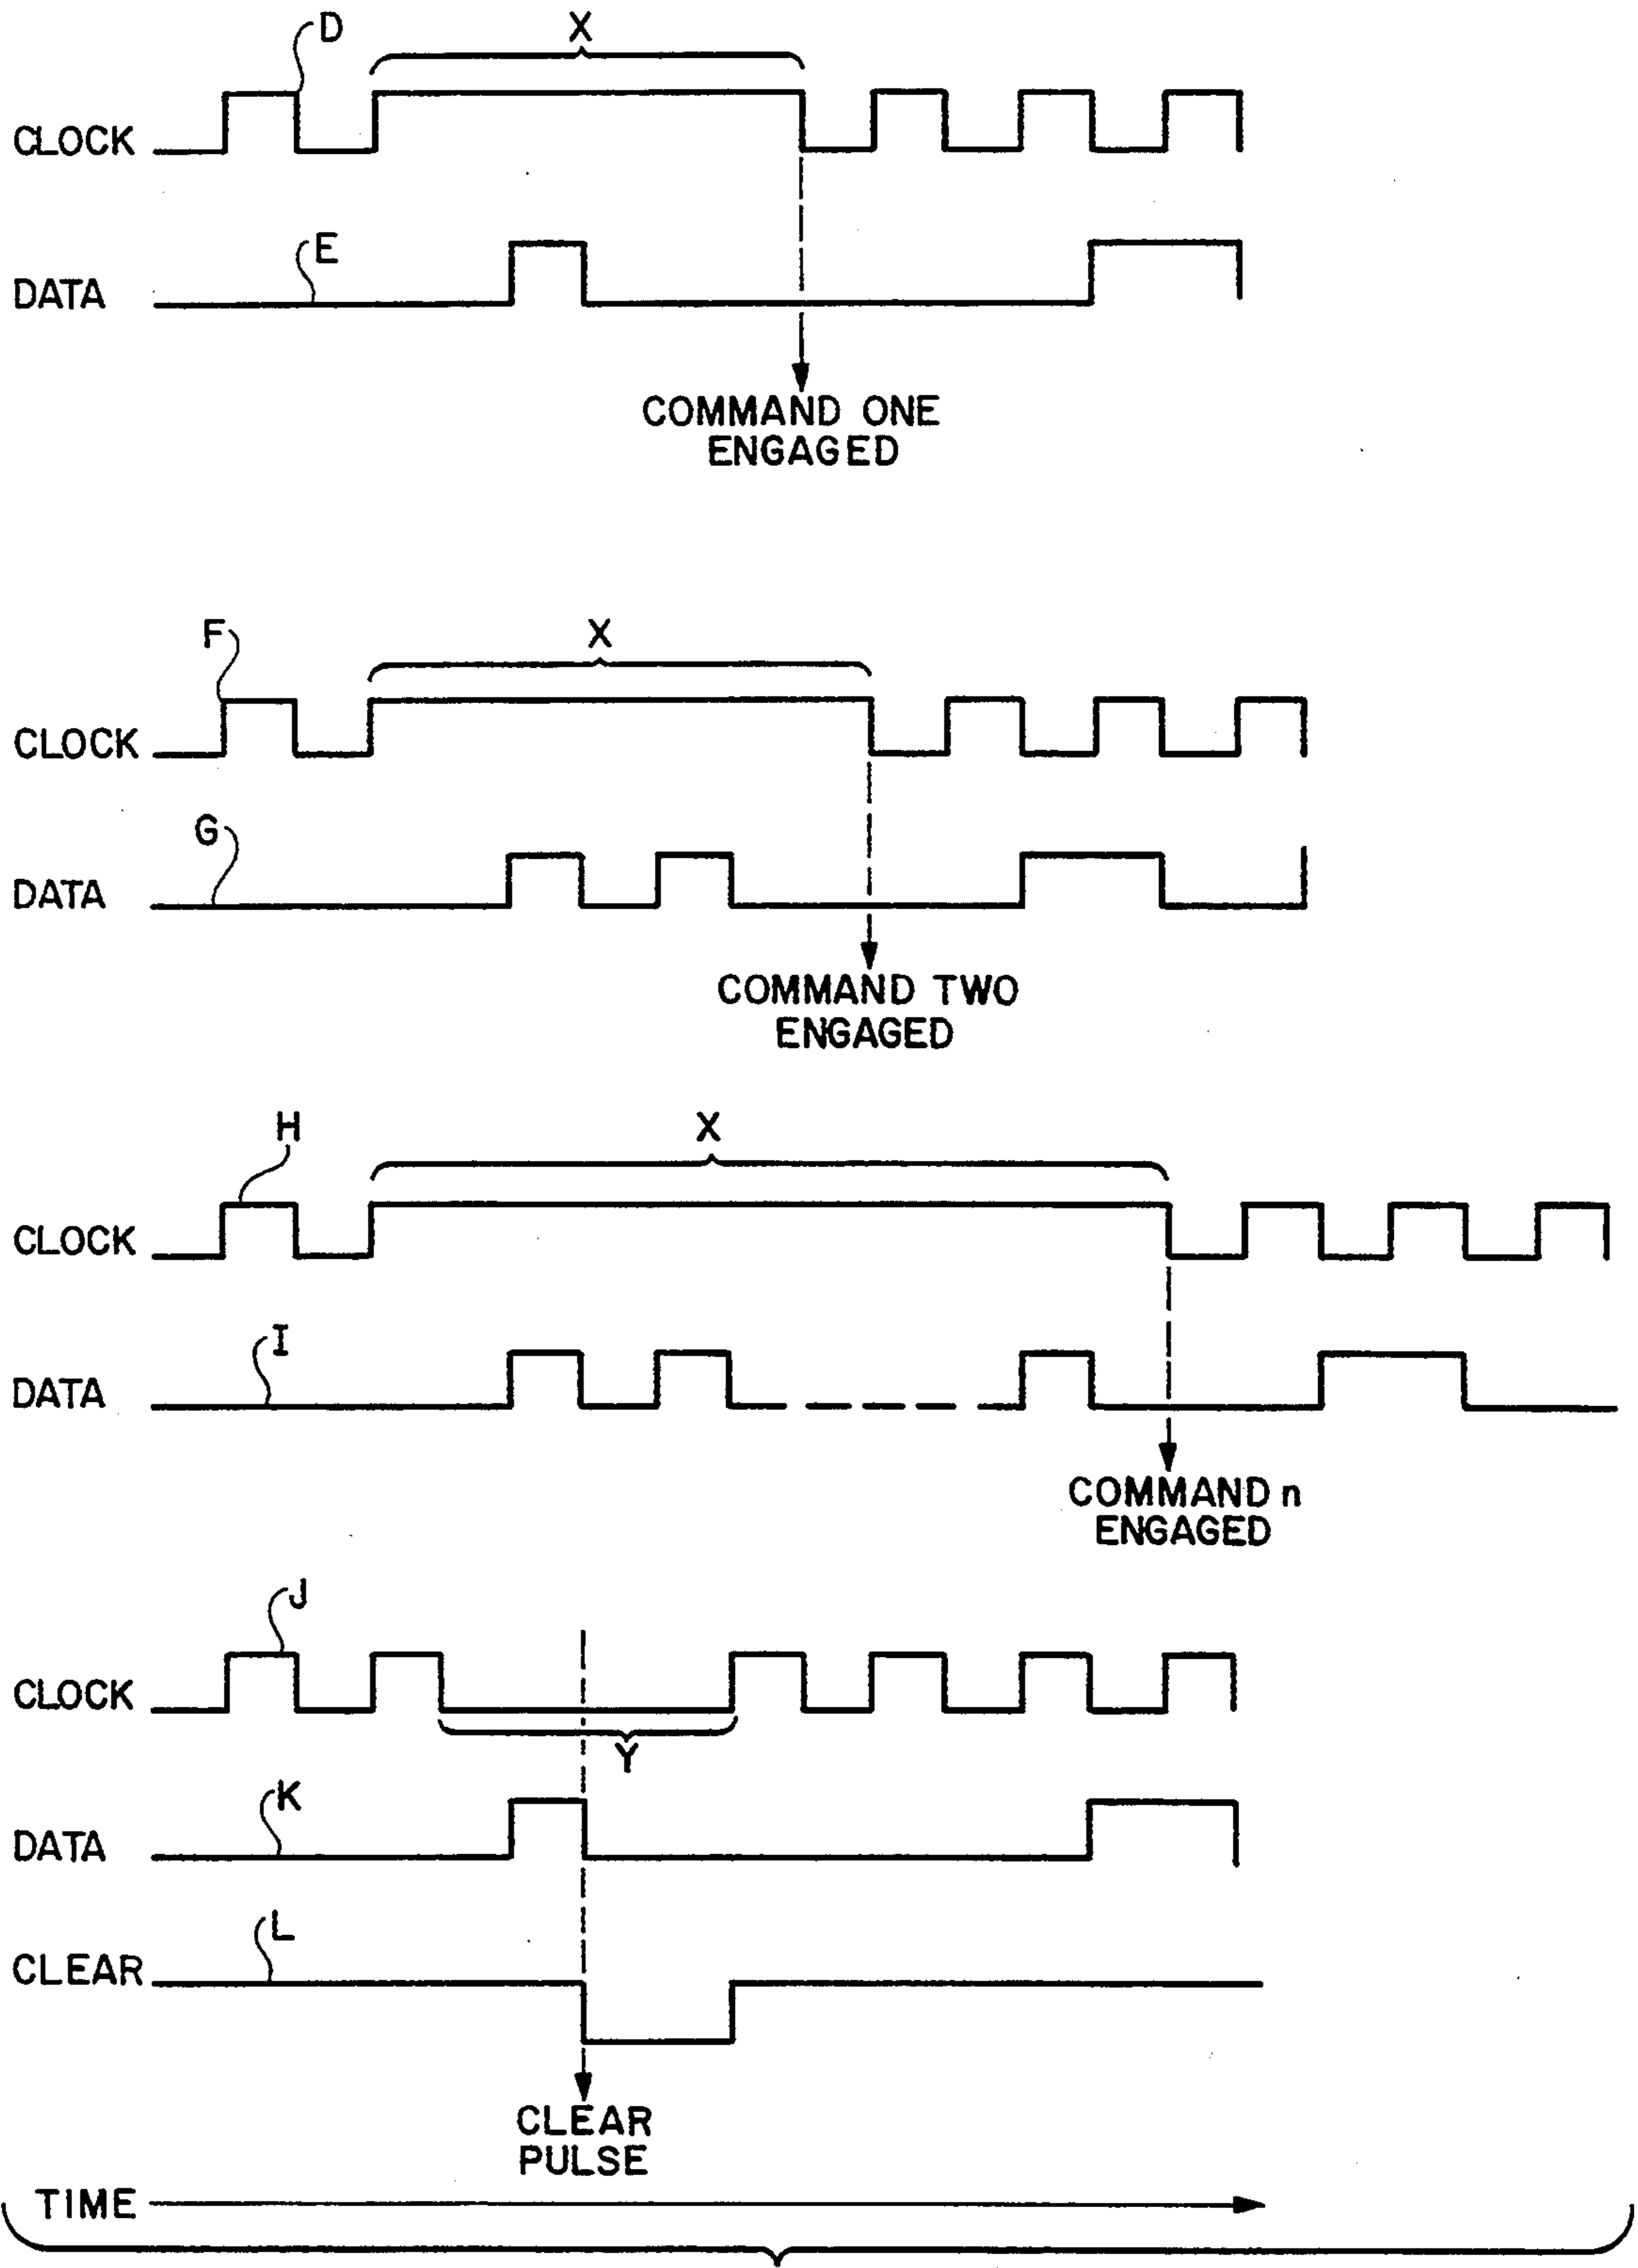 D
X
CLOCK
E
DATA
COMMAND ONE
ENGAGED
F
X
CLOCK
G
DATA
COMMAND TWO
ENGAGED
H
X
CLOCK
I
DATA
COMMAND n
ENGAGED
J
CLOCK
Y
K
DATA
L
CLEAR
CLEAR
PULSE
TIME